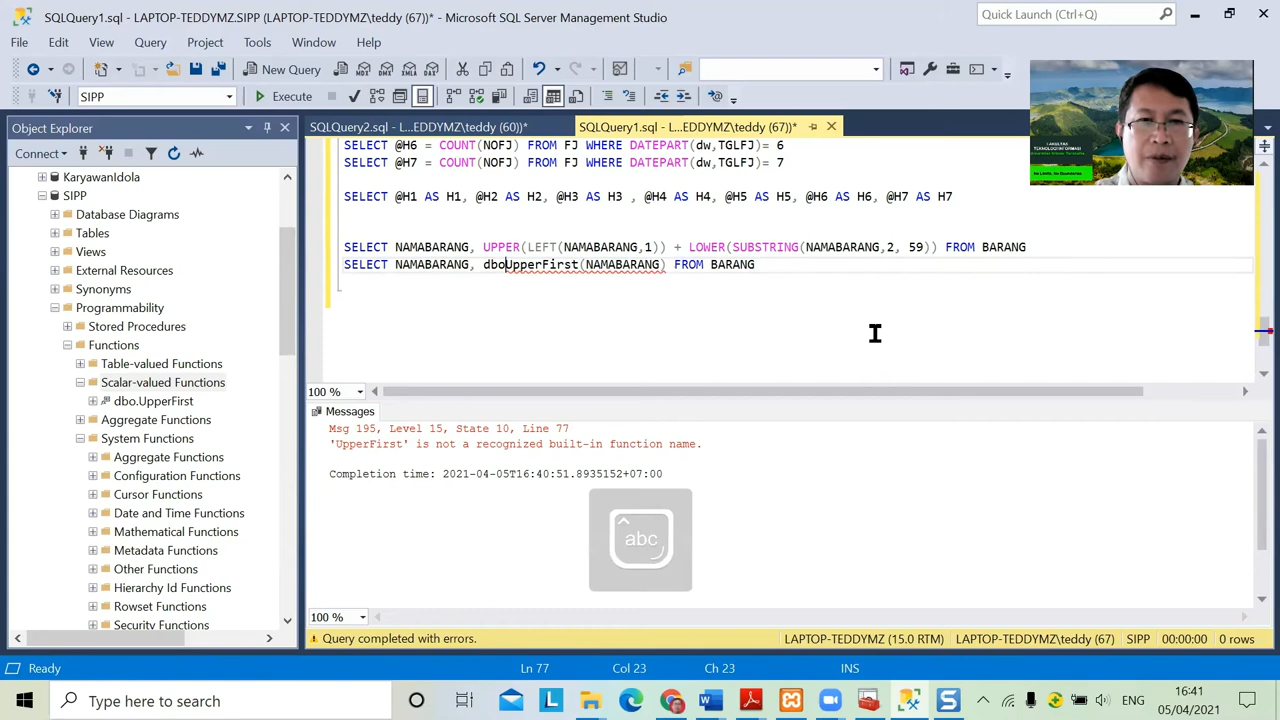 SQLQuery1.sql - LAPTOP-TEDDYMZ.SIPP (LAPTOP-TEDDYMZ\teddy (67))* - Microsoft SQL Server Management Studio
Quick Launch (Ctrl+Q)
File Edit View Query Project Tools Window Help
New Query
MDX DMX XMLA DAX
SIPP
Execute
Object Explorer
SQLQuery2.sql - L...EDDYMZ\teddy (60))*
SQLQuery1.sql - L...EDDYMZ\teddy (67))*
Connect
KaryawanIdola
SIPP
Database Diagrams
Tables
Views
External Resources
Synonyms
Programmability
Stored Procedures
Functions
Table-valued Functions
Scalar-valued Functions
dbo.UpperFirst
Aggregate Functions
System Functions
Aggregate Functions
Configuration Functions
Cursor Functions
Date and Time Functions
Mathematical Functions
Metadata Functions
Other Functions
Hierarchy Id Functions
Rowset Functions
Security Functions
SELECT @H6 = COUNT(NOFJ) FROM FJ WHERE DATEPART(dw,TGLFJ)= 6
SELECT @H7 = COUNT(NOFJ) FROM FJ WHERE DATEPART(dw,TGLFJ)= 7
SELECT @H1 AS H1, @H2 AS H2, @H3 AS H3 , @H4 AS H4, @H5 AS H5, @H6 AS H6, @H7 AS H7
SELECT NAMABARANG, UPPER(LEFT(NAMABARANG,1)) + LOWER(SUBSTRING(NAMABARANG,2, 59)) FROM BARANG
SELECT NAMABARANG, dboUpperFirst(NAMABARANG) FROM BARANG
100 %
Messages
Msg 195, Level 15, State 10, Line 77
'UpperFirst' is not a recognized built-in function name.
Completion time: 2021-04-05T16:40:51.8935152+07:00
abc
100 %
Query completed with errors.
LAPTOP-TEDDYMZ (15.0 RTM)
LAPTOP-TEDDYMZ\teddy (67)
SIPP
00:00:00
0 rows
Ready
Ln 77
Col 23
Ch 23
INS
Type here to search
ENG
16:41
05/04/2021
FAKULTAS
TEKNOLOGI INFORMASI